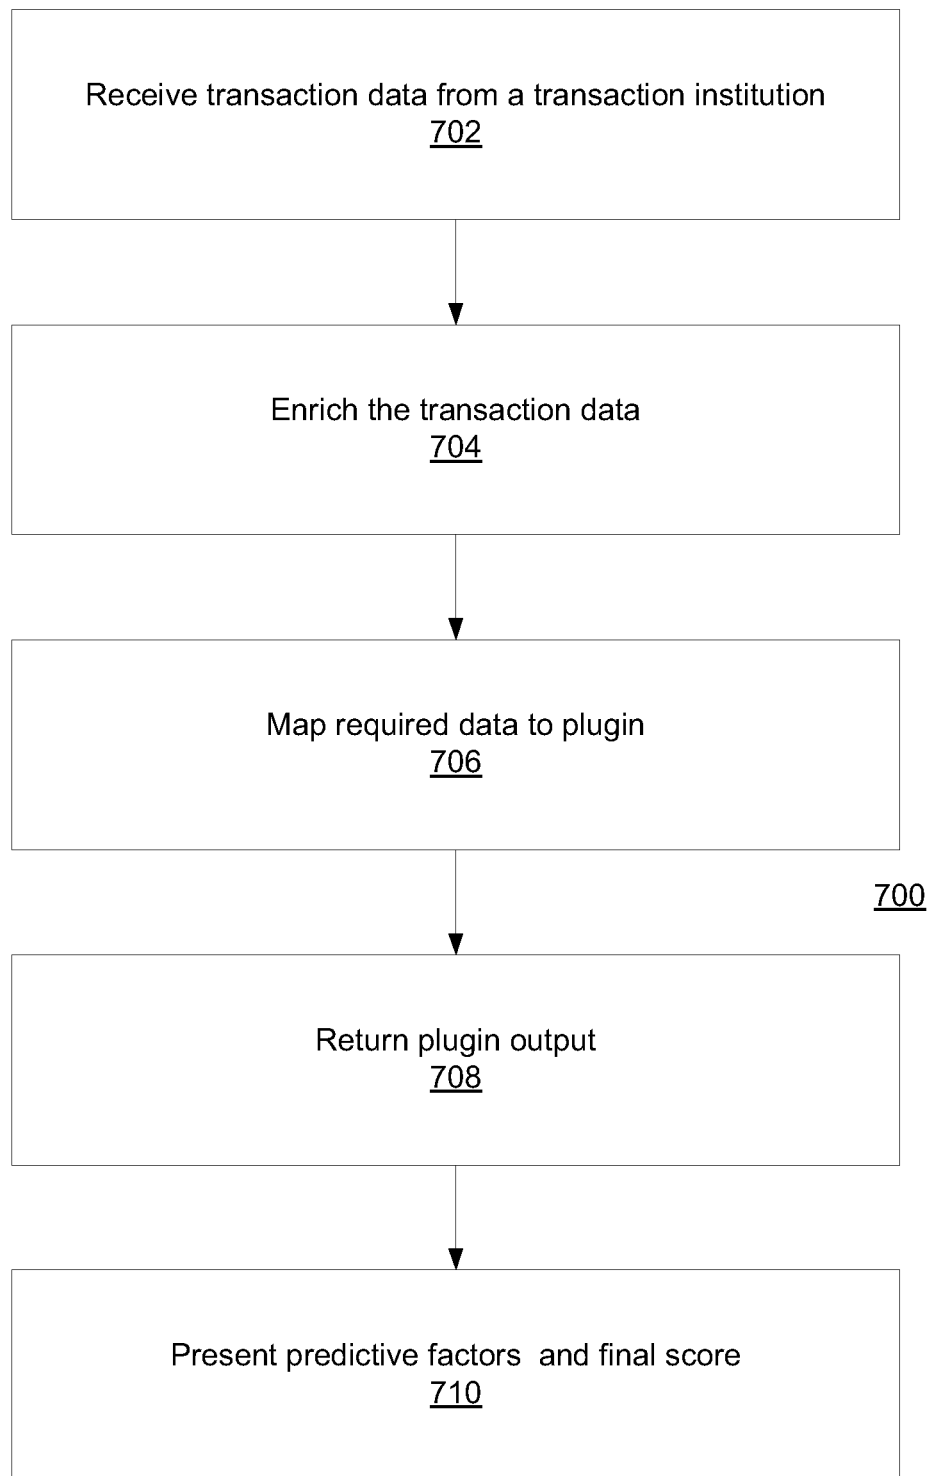 Receive transaction data from a transaction institution
702
Enrich the transaction data
704
Map required data to plugin
706
700
Return plugin output
708
Present predictive factors  and final score
710